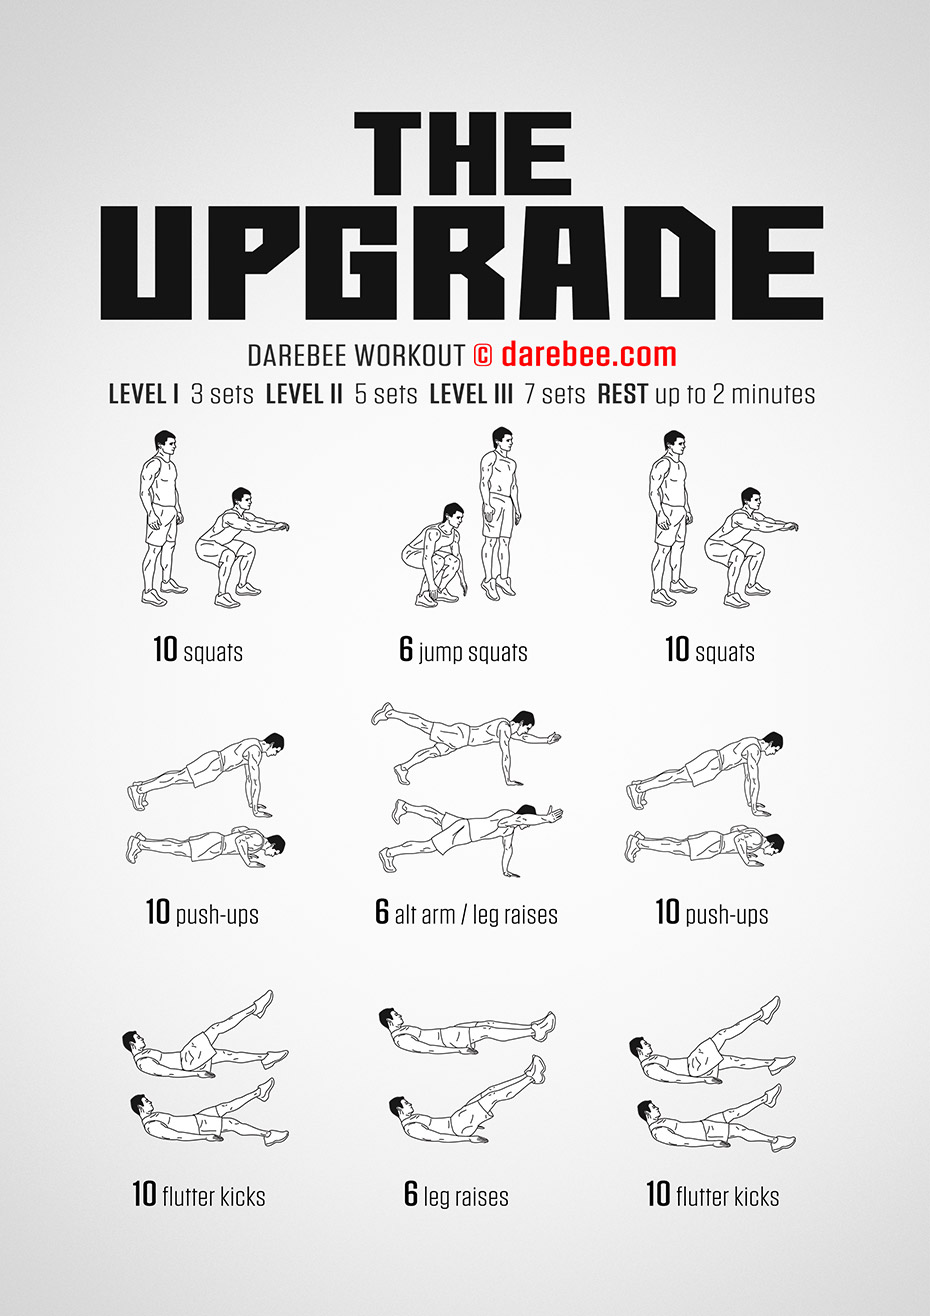 THE
UPGRADE
DAREBEE WORKOUT © darebee.com
LEVEL I 3 sets LEVEL II 5 sets LEVEL III 7 sets REST up to 2 minutes
10 squats
6 jump squats
10 squats
10 push-ups
6 alt arm / leg raises
10 push-ups
10 flutter kicks
6 leg raises
10 flutter kicks